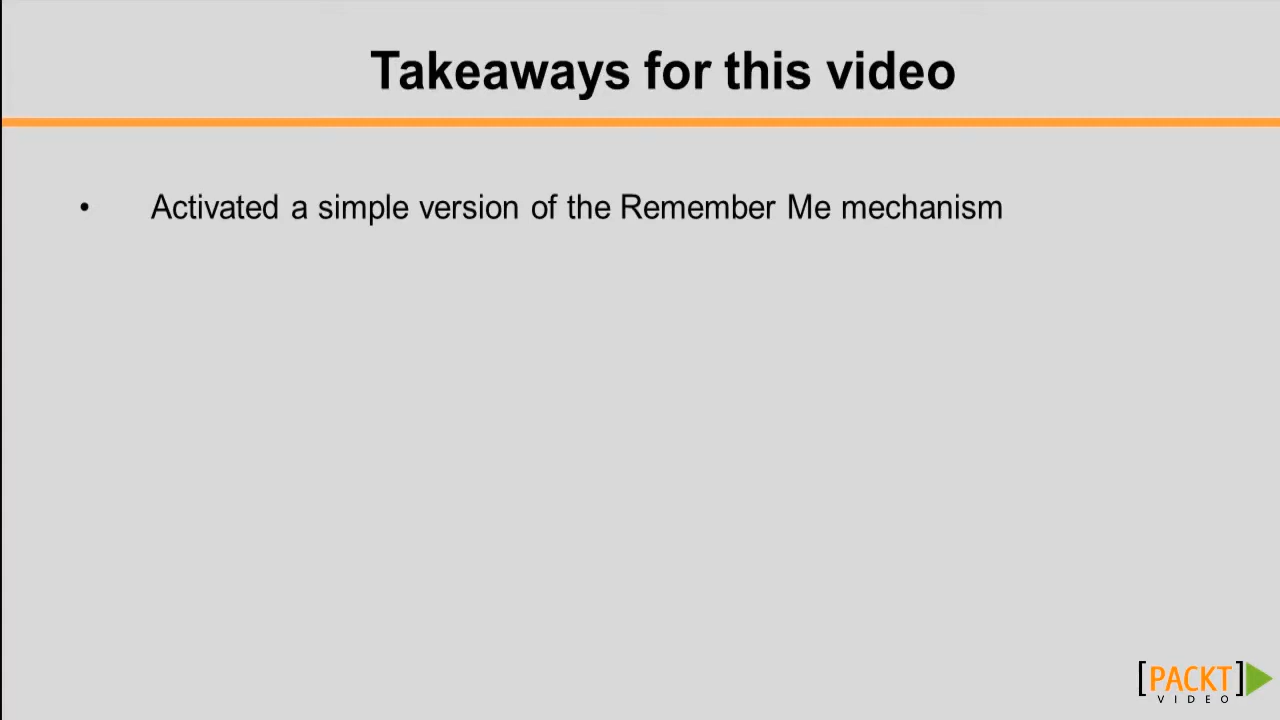 Takeaways for this video
• Activated a simple version of the Remember Me mechanism
[PACKT]
VIDEO